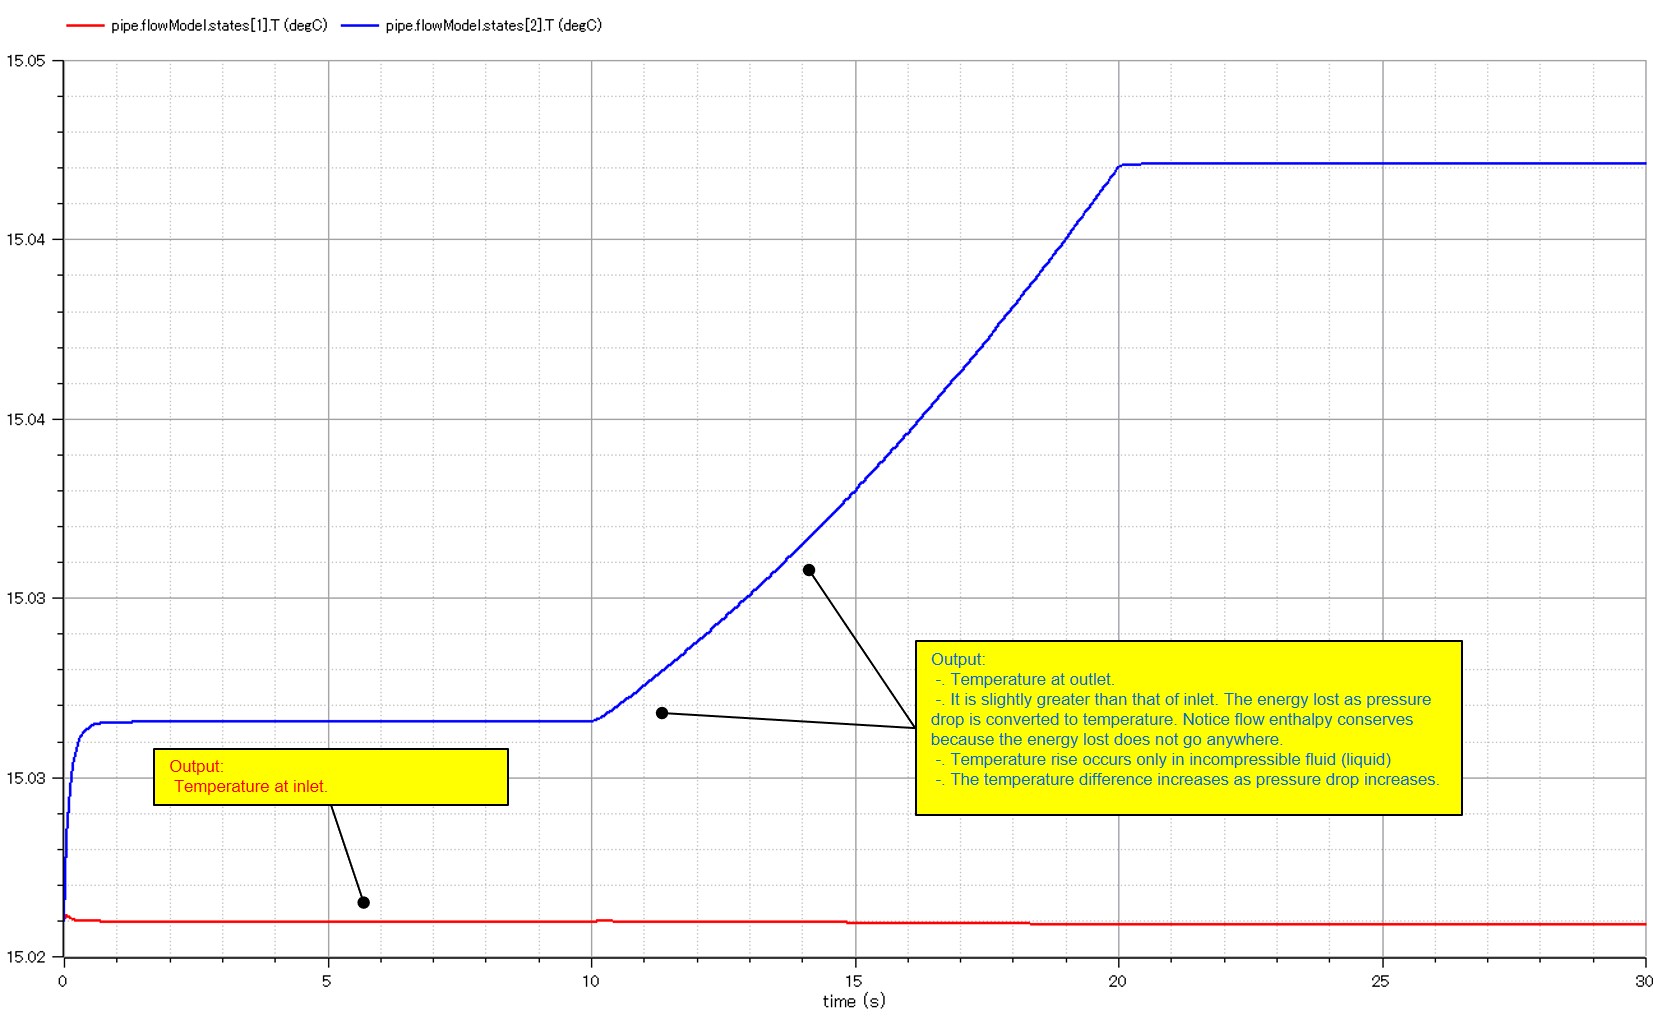 pipe.flowModel.states[1].T (degC) pipe.flowModel.states[2].T (degC)
15.05
15.04
15.04
15.03
15.03
15.02
Output:
Temperature at inlet.
Output:
-. Temperature at outlet.
-. It is slightly greater than that of inlet. The energy lost as pressure
drop is converted to temperature. Notice flow enthalpy conserves
because the energy lost does not go anywhere.
-. Temperature rise occurs only in incompressible fluid (liquid)
-. The temperature difference increases as pressure drop increases.
0 5 10 15 20 25 30
time (s)